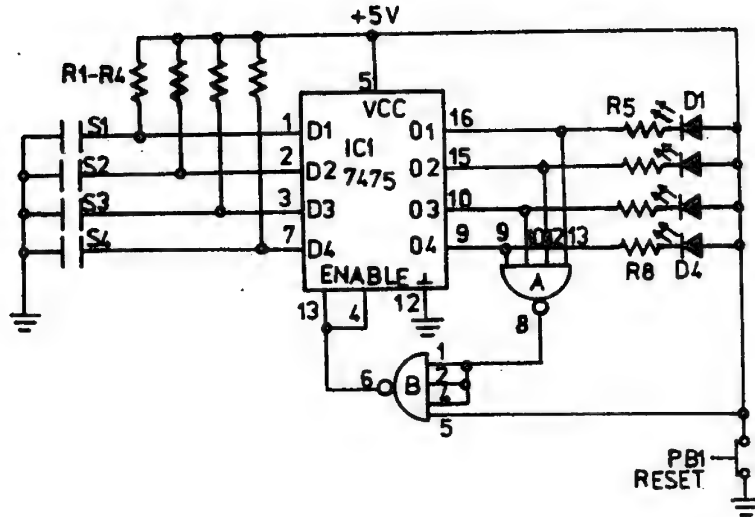 +5V
R1-R4
5
VCC
R5
D1
S1
1
D1
O1
16
IC1
7475
S2
2
D2
O2
15
S3
3
D3
O3
10
9
10
12
13
S4
7
D4
O4
9
R8
D4
ENABLE
13
4
12
A
8
1
2
4
5
6
B
PB1
RESET